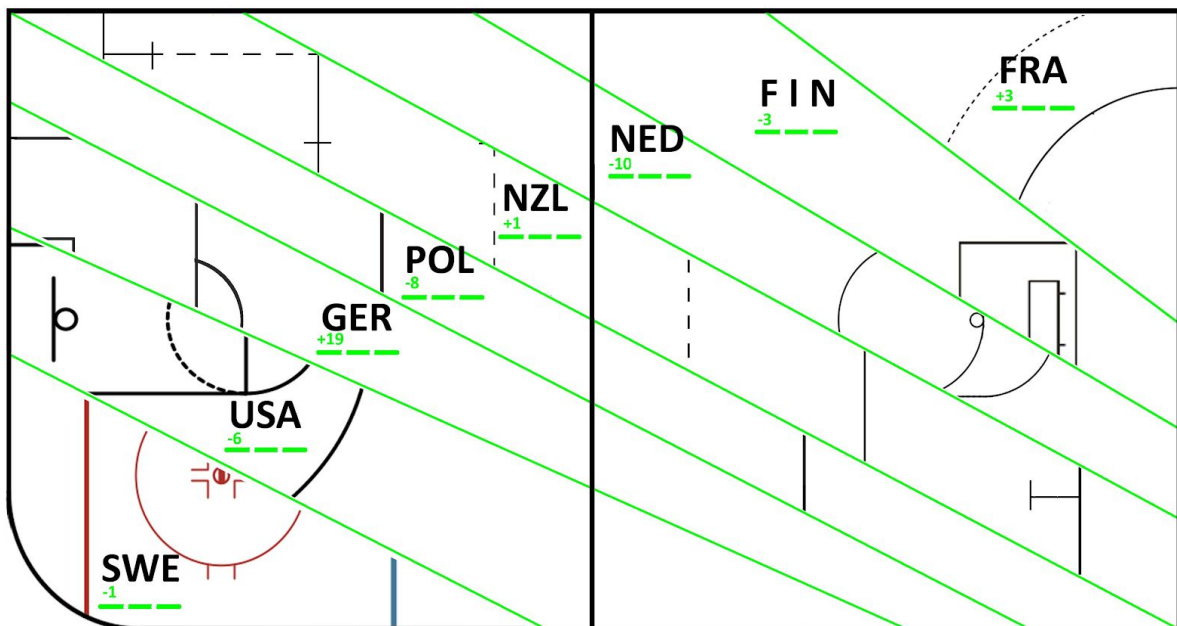 FRA
+3
F I N
-3
NED
-10
NZL
+1
POL
-8
GER
+19
USA
-6
SWE
-1